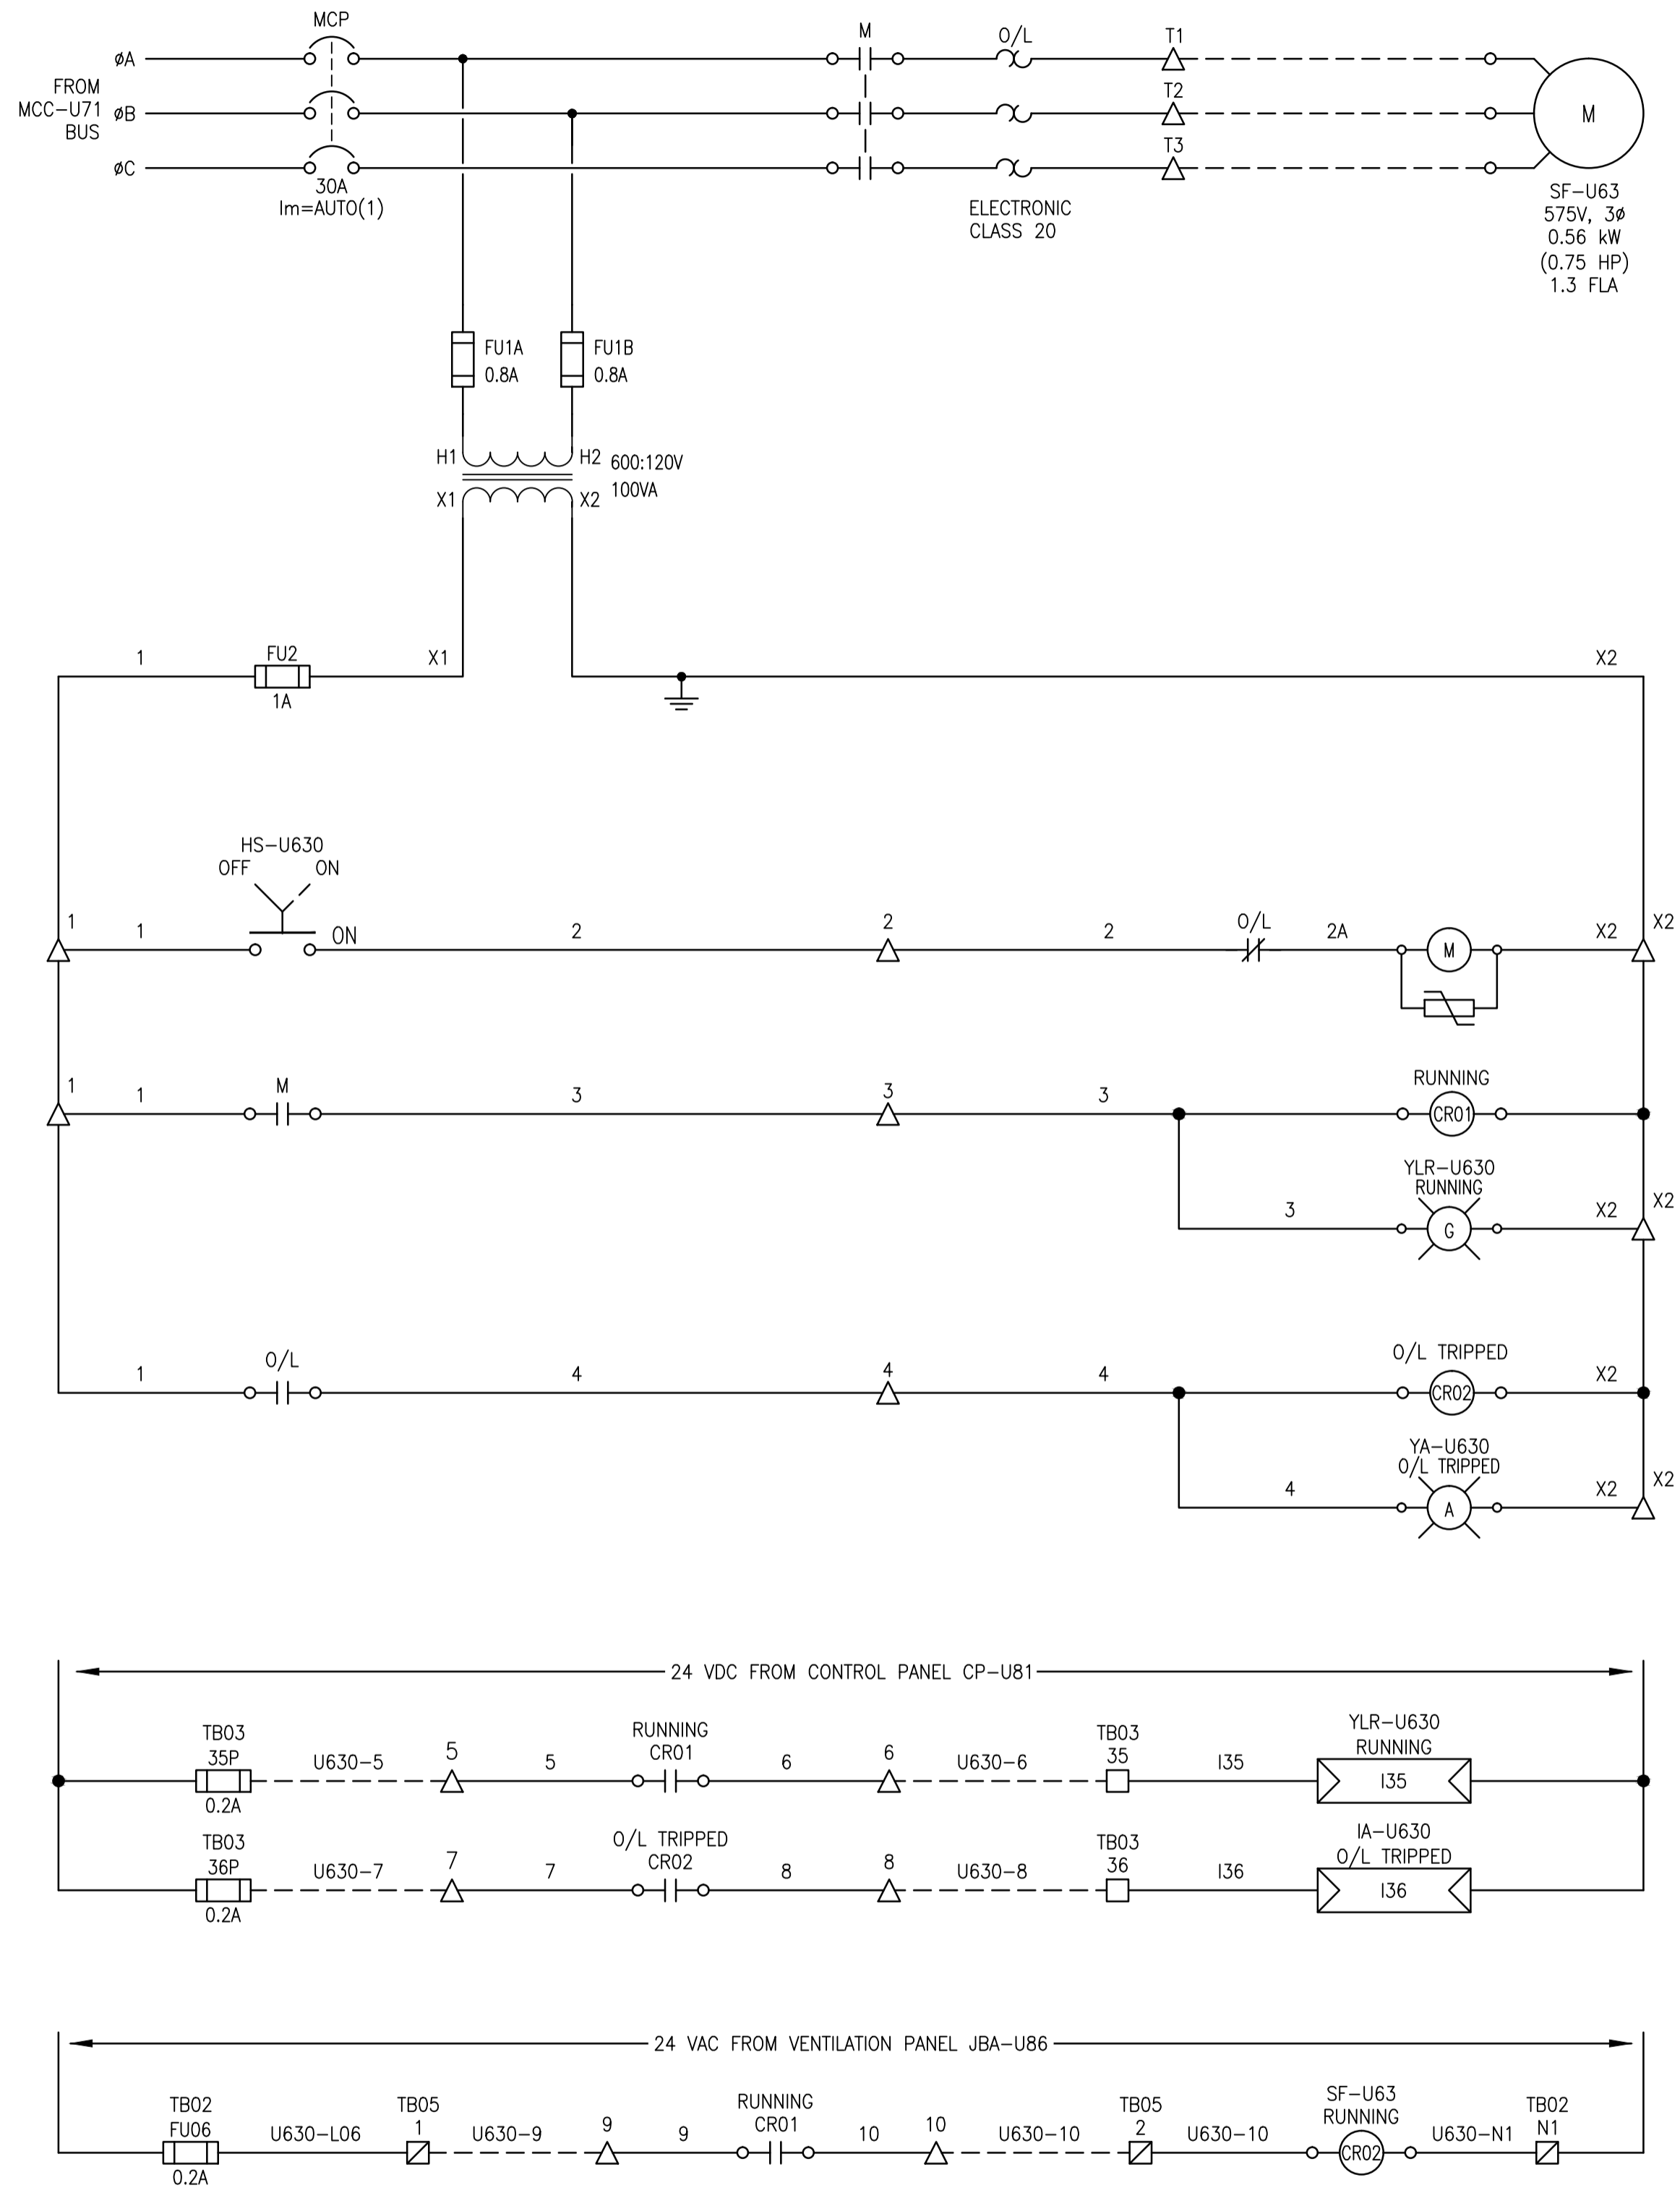 MCP
M
O/L
T1
øA
FROM
MCC-U71
BUS
øB
T2
M
øC
T3
30A
Im=AUTO(1)
ELECTRONIC
CLASS 20
SF-U63
575V, 3ø
0.56 kW
(0.75 HP)
1.3 FLA
FU1A
0.8A
FU1B
0.8A
H1
H2
600:120V
100VA
X1
X2
1
FU2
1A
X1
X2
HS-U630
OFF
ON
1
1
ON
2
2
2
O/L
2A
M
X2
X2
1
1
M
3
3
3
RUNNING
CR01
YLR-U630
RUNNING
3
G
X2
X2
1
O/L
4
4
4
O/L TRIPPED
CR02
X2
YA-U630
O/L TRIPPED
4
A
X2
X2
24 VDC FROM CONTROL PANEL CP-U81
TB03
35P
0.2A
U630-5
5
5
RUNNING
CR01
6
6
U630-6
TB03
35
I35
YLR-U630
RUNNING
I35
TB03
36P
0.2A
U630-7
7
7
O/L TRIPPED
CR02
8
8
U630-8
TB03
36
I36
IA-U630
O/L TRIPPED
I36
24 VAC FROM VENTILATION PANEL JBA-U86
TB02
FU06
0.2A
U630-L06
TB05
1
U630-9
9
9
RUNNING
CR01
10
10
U630-10
TB05
2
U630-10
SF-U63
RUNNING
CR02
U630-N1
TB02
N1